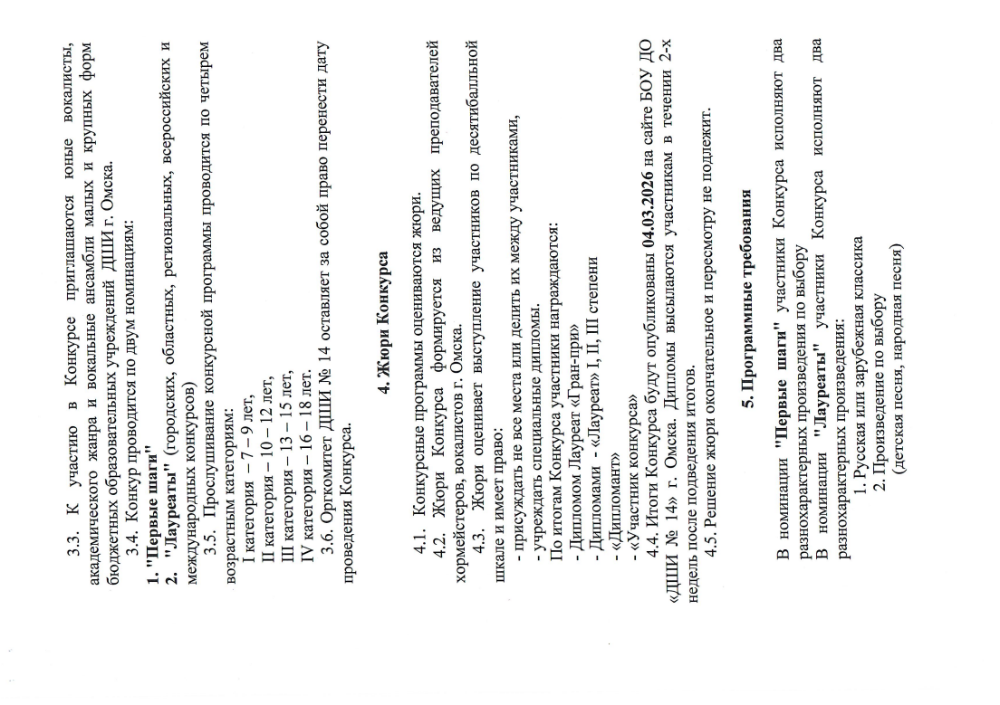 3.3. К участию в Конкурсе приглашаются юные вокалисты,
академического жанра и вокальные ансамбли малых и крупных форм
бюджетных образовательных учреждений ДШИ г. Омска.
3.4. Конкур проводится по двум номинациям:
1. "Первые шаги"
2. "Лауреаты" (городских, областных, региональных, всероссийских и
международных конкурсов)
3.5. Прослушивание конкурсной программы проводится по четырем
возрастным категориям:
I категория – 7 – 9 лет,
II категория – 10 – 12 лет,
III категория – 13 – 15 лет,
IV категория – 16 – 18 лет.
3.6. Оргкомитет ДШИ № 14 оставляет за собой право перенести дату
проведения Конкурса.
4. Жюри Конкурса
4.1. Конкурсные программы оцениваются жюри.
4.2. Жюри Конкурса формируется из ведущих преподавателей
хормейстеров, вокалистов г. Омска.
4.3. Жюри оценивает выступление участников по десятибалльной
шкале и имеет право:
- присуждать не все места или делить их между участниками,
- учреждать специальные дипломы.
По итогам Конкурса участники награждаются:
- Дипломом Лауреат «Гран-при»
- Дипломами - «Лауреат» I, II, III степени
- «Дипломант»
- «Участник конкурса»
4.4. Итоги Конкурса будут опубликованы 04.03.2026 на сайте БОУ ДО
«ДШИ № 14» г. Омска. Дипломы высылаются участникам в течении 2-х
недель после подведения итогов.
4.5. Решение жюри окончательное и пересмотру не подлежит.
5. Программные требования
В номинации "Первые шаги" участники Конкурса исполняют два
разнохарактерных произведения по выбору
В номинации "Лауреаты" участники Конкурса исполняют два
разнохарактерных произведения:
1. Русская или зарубежная классика
2. Произведение по выбору
(детская песня, народная песня)